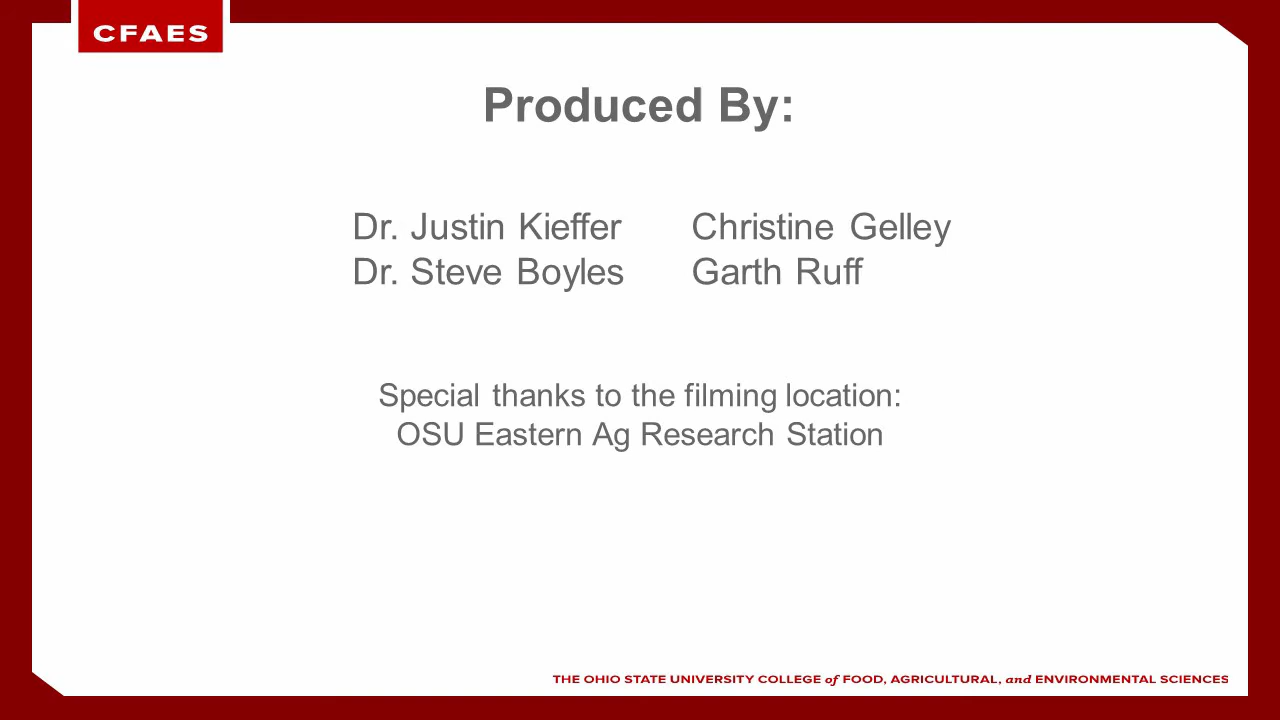 CFAES
Produced By:
Dr. Justin Kieffer Christine Gelley
Dr. Steve Boyles Garth Ruff
Special thanks to the filming location:
OSU Eastern Ag Research Station
THE OHIO STATE UNIVERSITY COLLEGE of FOOD, AGRICULTURAL, and ENVIRONMENTAL SCIENCES